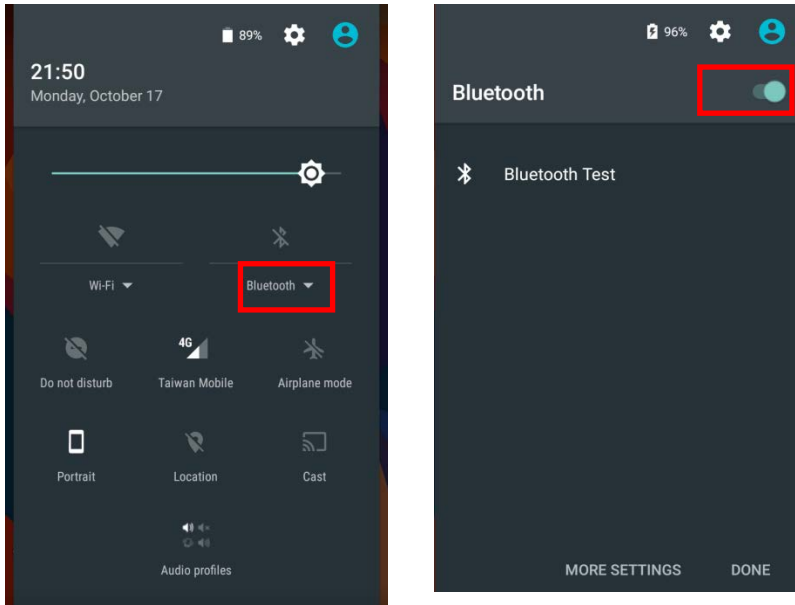 89%
21:50
Monday, October 17
Wi-Fi
Bluetooth
4G
Do not disturb
Taiwan Mobile
Airplane mode
Portrait
Location
Cast
Audio profiles
96%
Bluetooth
Bluetooth Test
MORE SETTINGS
DONE